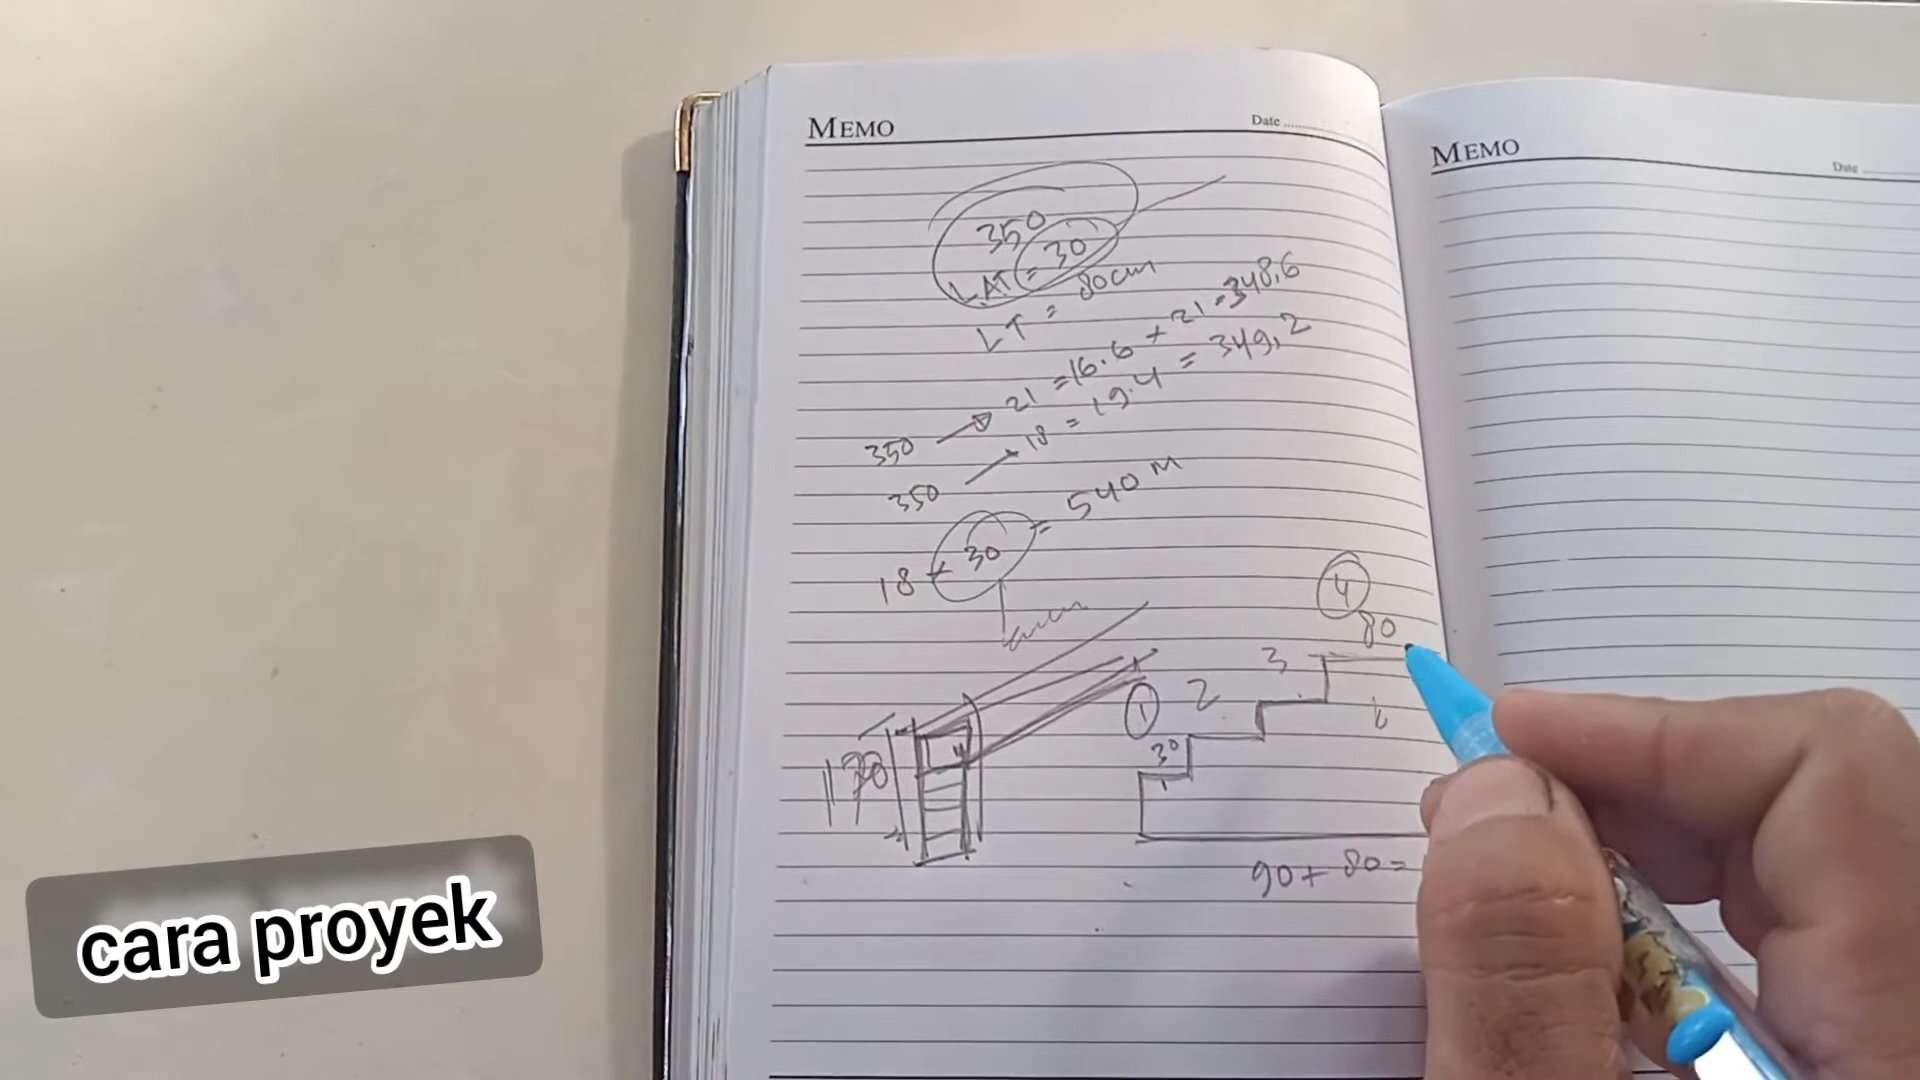 MEMO Date
350
LAT = 30
LT = 80cm
350 → 21 = 16.6 + 21 = 348,6
350 → 18 = 19.4 = 349,2
18 + 30 = 540 M
4
80
3
2
1
30
1
90 + 80 =
MEMO Date
cara proyek